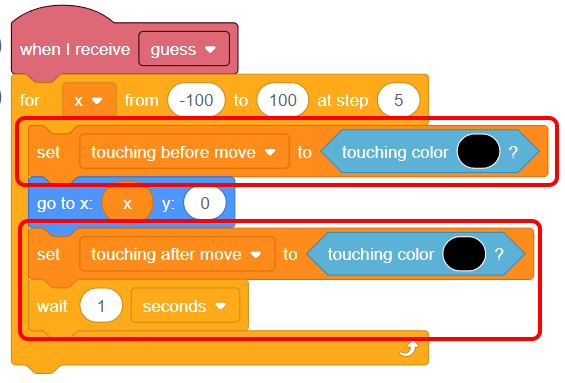 when I receive guess
for x from -100 to 100 at step 5
set touching before move to touching color ?
go to x: x y: 0
set touching after move to touching color ?
wait 1 seconds